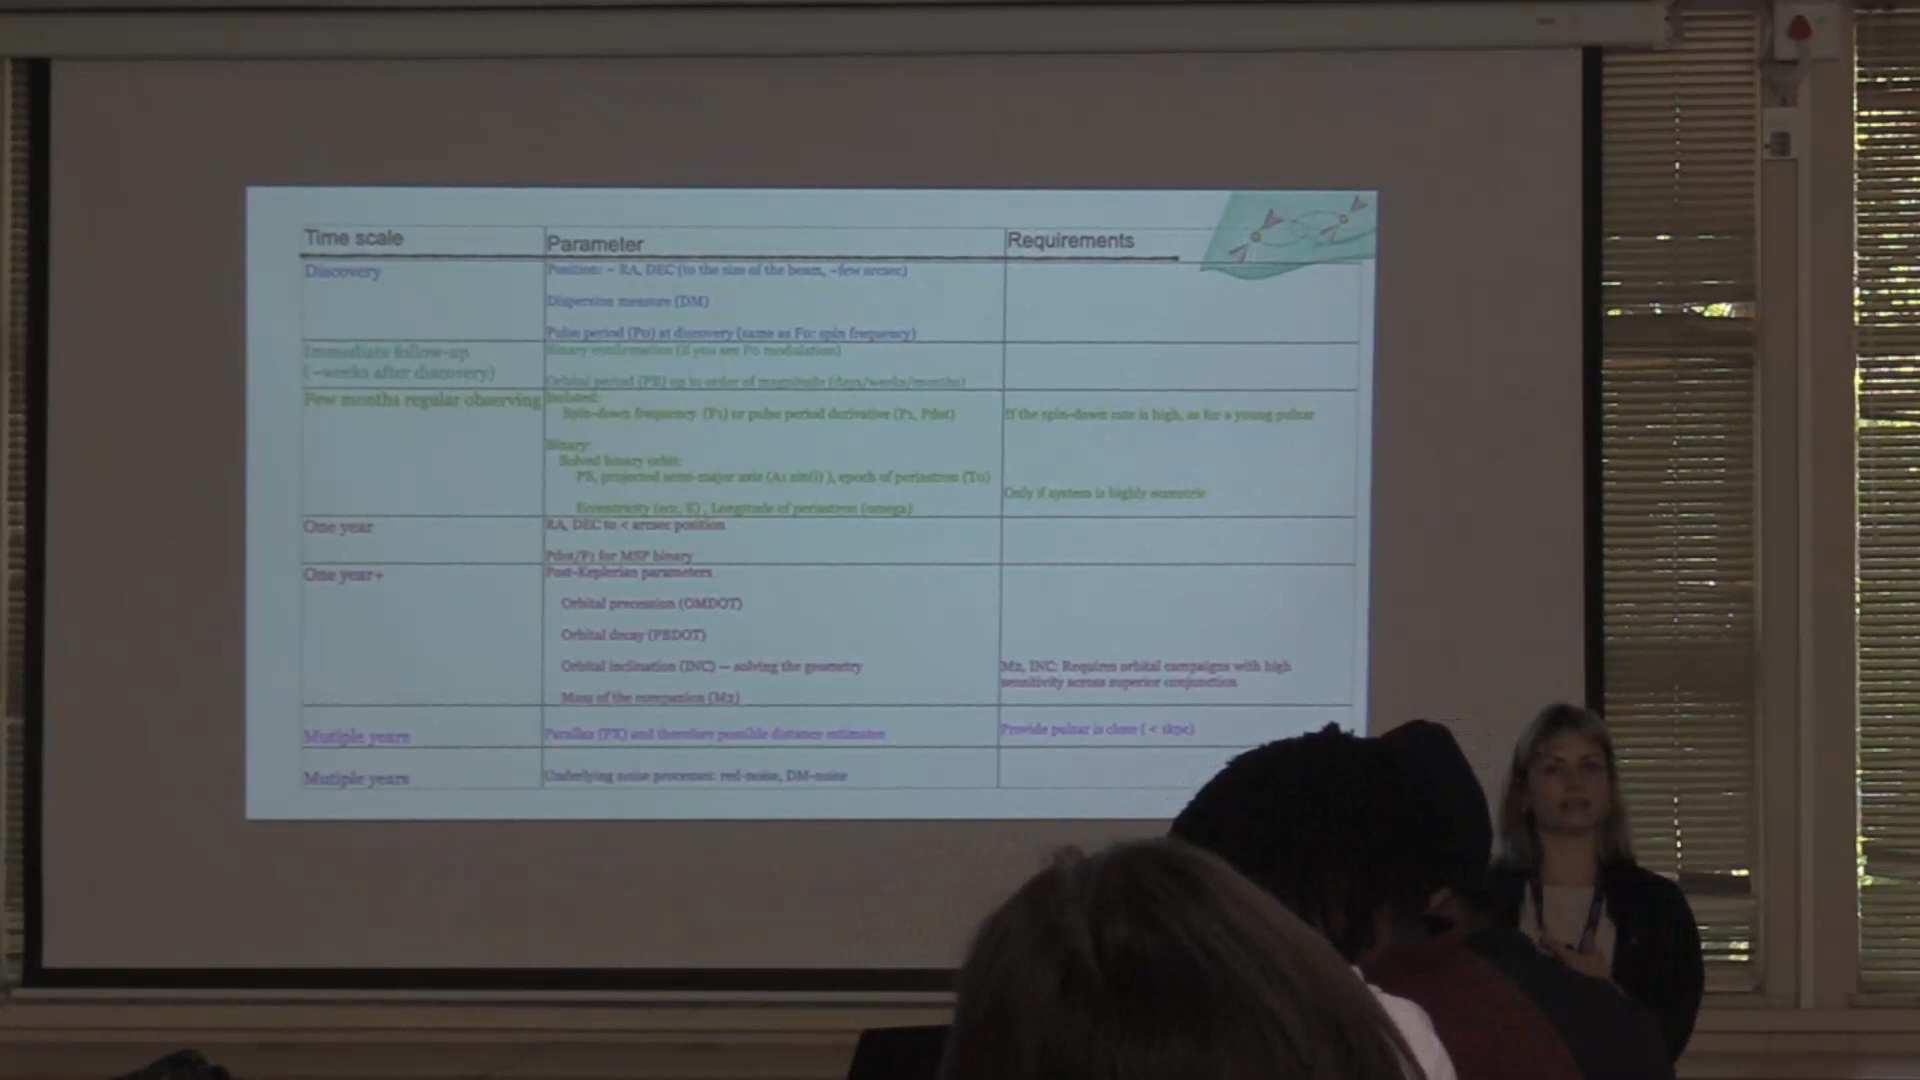 Time scale
Parameter
Requirements
Discovery
Position: ~ RA, DEC (to the size of the beam, ~few arcsec)
Dispersion measure (DM)
Pulse period (P0) at discovery (same as F0: spin frequency)
Immediate follow-up
(~weeks after discovery)
Binary confirmation (if you see P0 modulation)
Orbital period (PB) up to order of magnitude (days/weeks/months)
Few months regular observing
Isolated:
Spin-down frequency (F1) or pulse period derivative (P1, Pdot)
If the spin-down rate is high, as for a young pulsar
Binary:
Solved binary orbit:
PB, projected semi-major axis (A1 sin(i) ), epoch of periastron (T0)
Eccentricity (ecc, E) , Longitude of periastron (omega)
Only if system is highly eccentric
One year
RA, DEC to < arcsec position
Pdot/F1 for MSP binary
One year+
Post-Keplerian parameters
Orbital precession (OMDOT)
Orbital decay (PBDOT)
Orbital inclination (INC) – solving the geometry
Mass of the companion (M2)
M2, INC: Requires orbital campaigns with high
sensitivity across superior conjunction
Mutiple years
Parallax (PX) and therefore possible distance estimates
Provide pulsar is close ( < 1kpc)
Mutiple years
Underlying noise processes: red-noise, DM-noise